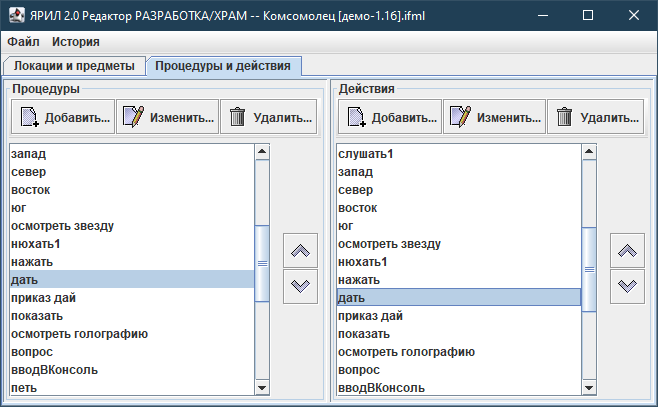 ЯРИЛ 2.0 Редактор РАЗРАБОТКА/ХРАМ -- Комсомолец [демо-1.16].ifml
Файл История
Локации и предметы Процедуры и действия
Процедуры
Добавить... Изменить... Удалить...
запад
север
восток
юг
осмотреть звезду
нюхать1
нажать
дать
приказ дай
показать
осмотреть голографию
вопрос
вводВКонсоль
петь
Действия
Добавить... Изменить... Удалить...
слушать1
запад
север
восток
юг
осмотреть звезду
нюхать1
нажать
дать
приказ дай
показать
осмотреть голографию
вопрос
вводВКонсоль